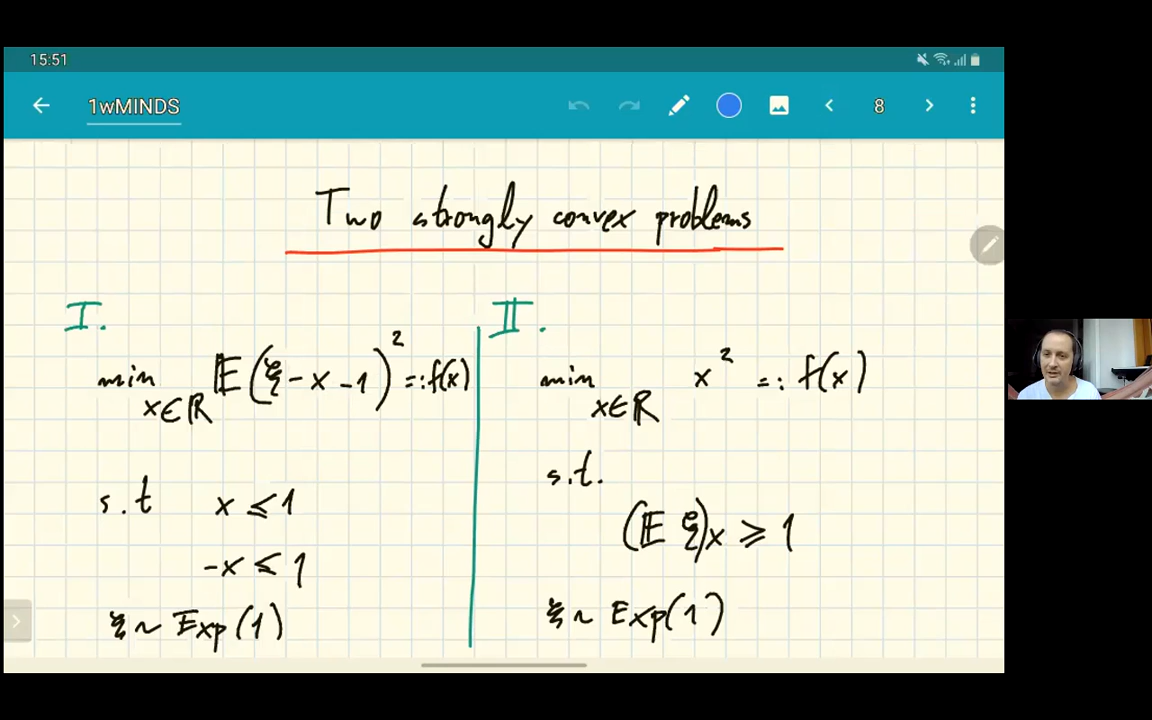 15:51
1wMINDS
8
Two strongly convex problems
I.
min x∈ℝ 𝔼(ξ-x-1)² =: f(x)
s.t x ≤ 1
-x ≤ 1
ξ ~ Exp(1)
II.
min x∈ℝ x² =: f(x)
s.t.
(𝔼 ξ)x ≥ 1
ξ ~ Exp(1)